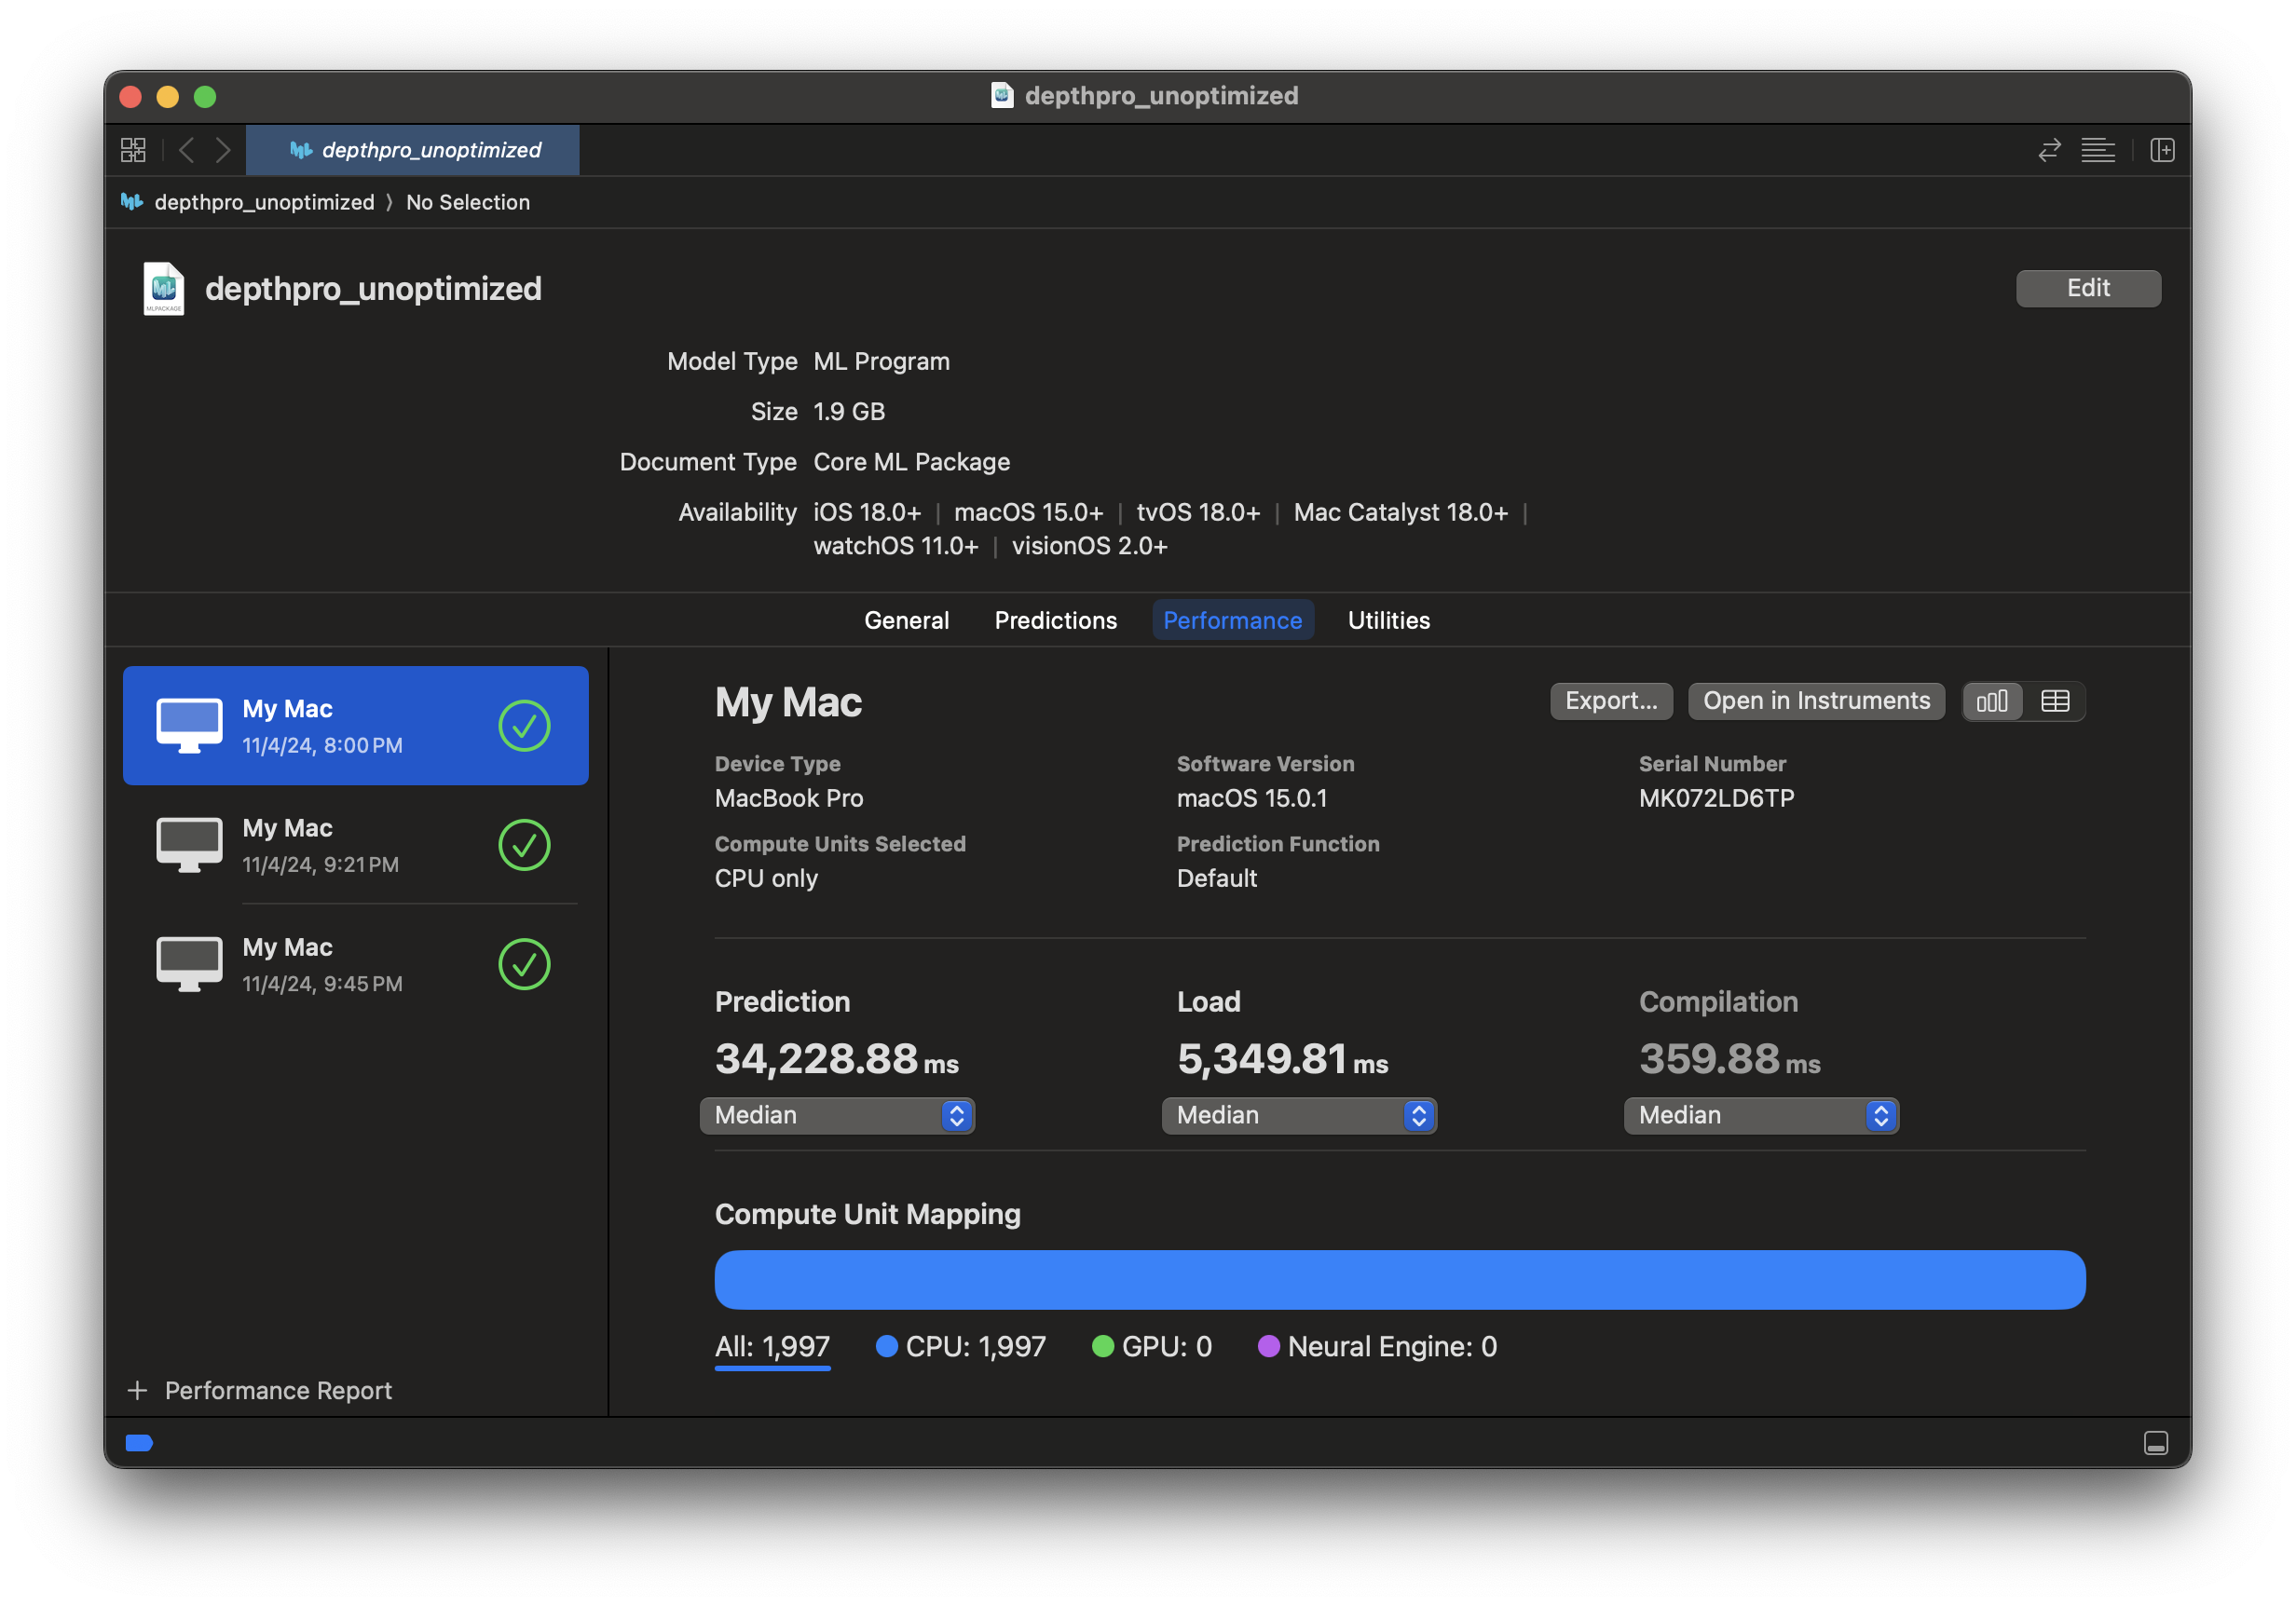 depthpro_unoptimized
depthpro_unoptimized
depthpro_unoptimized 〉 No Selection
MLPACKAGE
depthpro_unoptimized
Edit
Model Type ML Program
Size 1.9 GB
Document Type Core ML Package
Availability iOS 18.0+ | macOS 15.0+ | tvOS 18.0+ | Mac Catalyst 18.0+ |
watchOS 11.0+ | visionOS 2.0+
General Predictions Performance Utilities
My Mac
11/4/24, 8:00 PM
My Mac
11/4/24, 9:21 PM
My Mac
11/4/24, 9:45 PM
+ Performance Report
My Mac
Export... Open in Instruments
Device Type Software Version Serial Number
MacBook Pro macOS 15.0.1 MK072LD6TP
Compute Units Selected Prediction Function
CPU only Default
Prediction Load Compilation
34,228.88 ms 5,349.81 ms 359.88 ms
Median Median Median
Compute Unit Mapping
All: 1,997 CPU: 1,997 GPU: 0 Neural Engine: 0